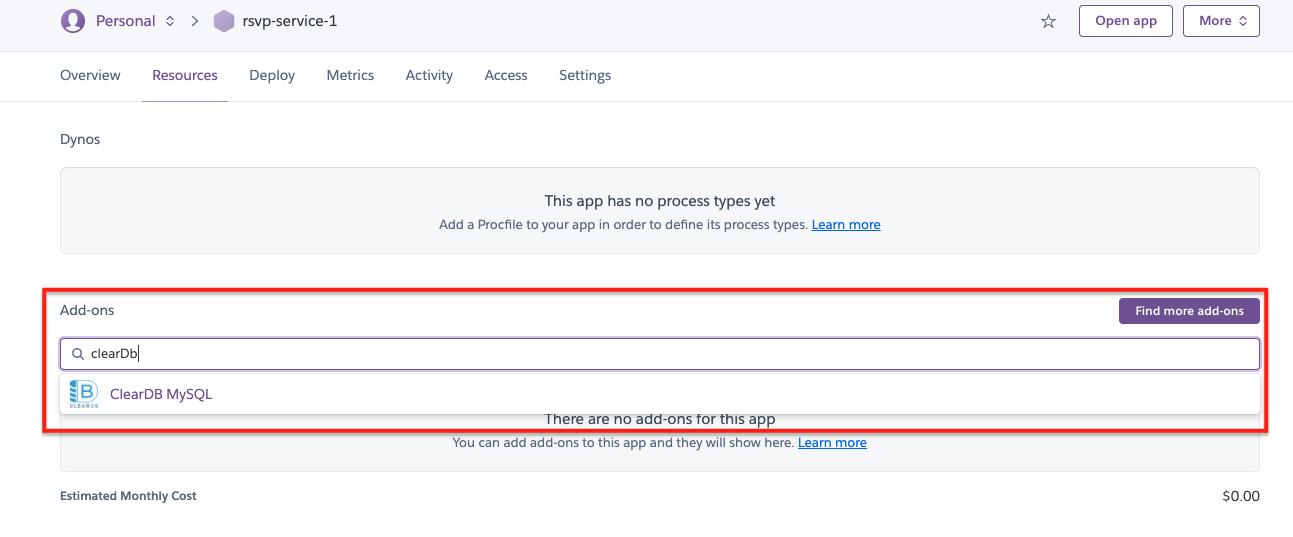 Personal rsvp-service-1 Open app More
Overview Resources Deploy Metrics Activity Access Settings
Dynos
This app has no process types yet
Add a Procfile to your app in order to define its process types. Learn more
Add-ons Find more add-ons
clearDb
B
CLEARDB
ClearDB MySQL
There are no add-ons for this app
You can add add-ons to this app and they will show here. Learn more
Estimated Monthly Cost $0.00